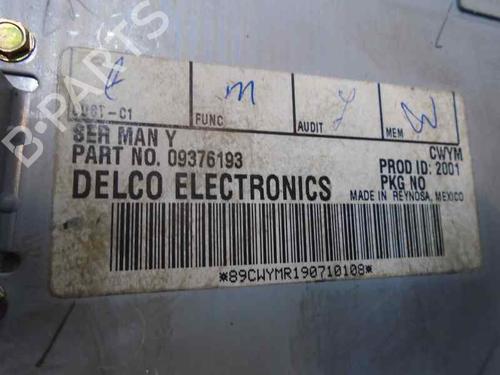 FUNC
AUDIT
MEM
SER MAN Y
CWYM
PART NO. 09376193
PROD ID: 2001
DELCO ELECTRONICS
PKG NO
MADE IN REYNOSA, MEXICO
*89CWYMR190710108*
B-PARTS